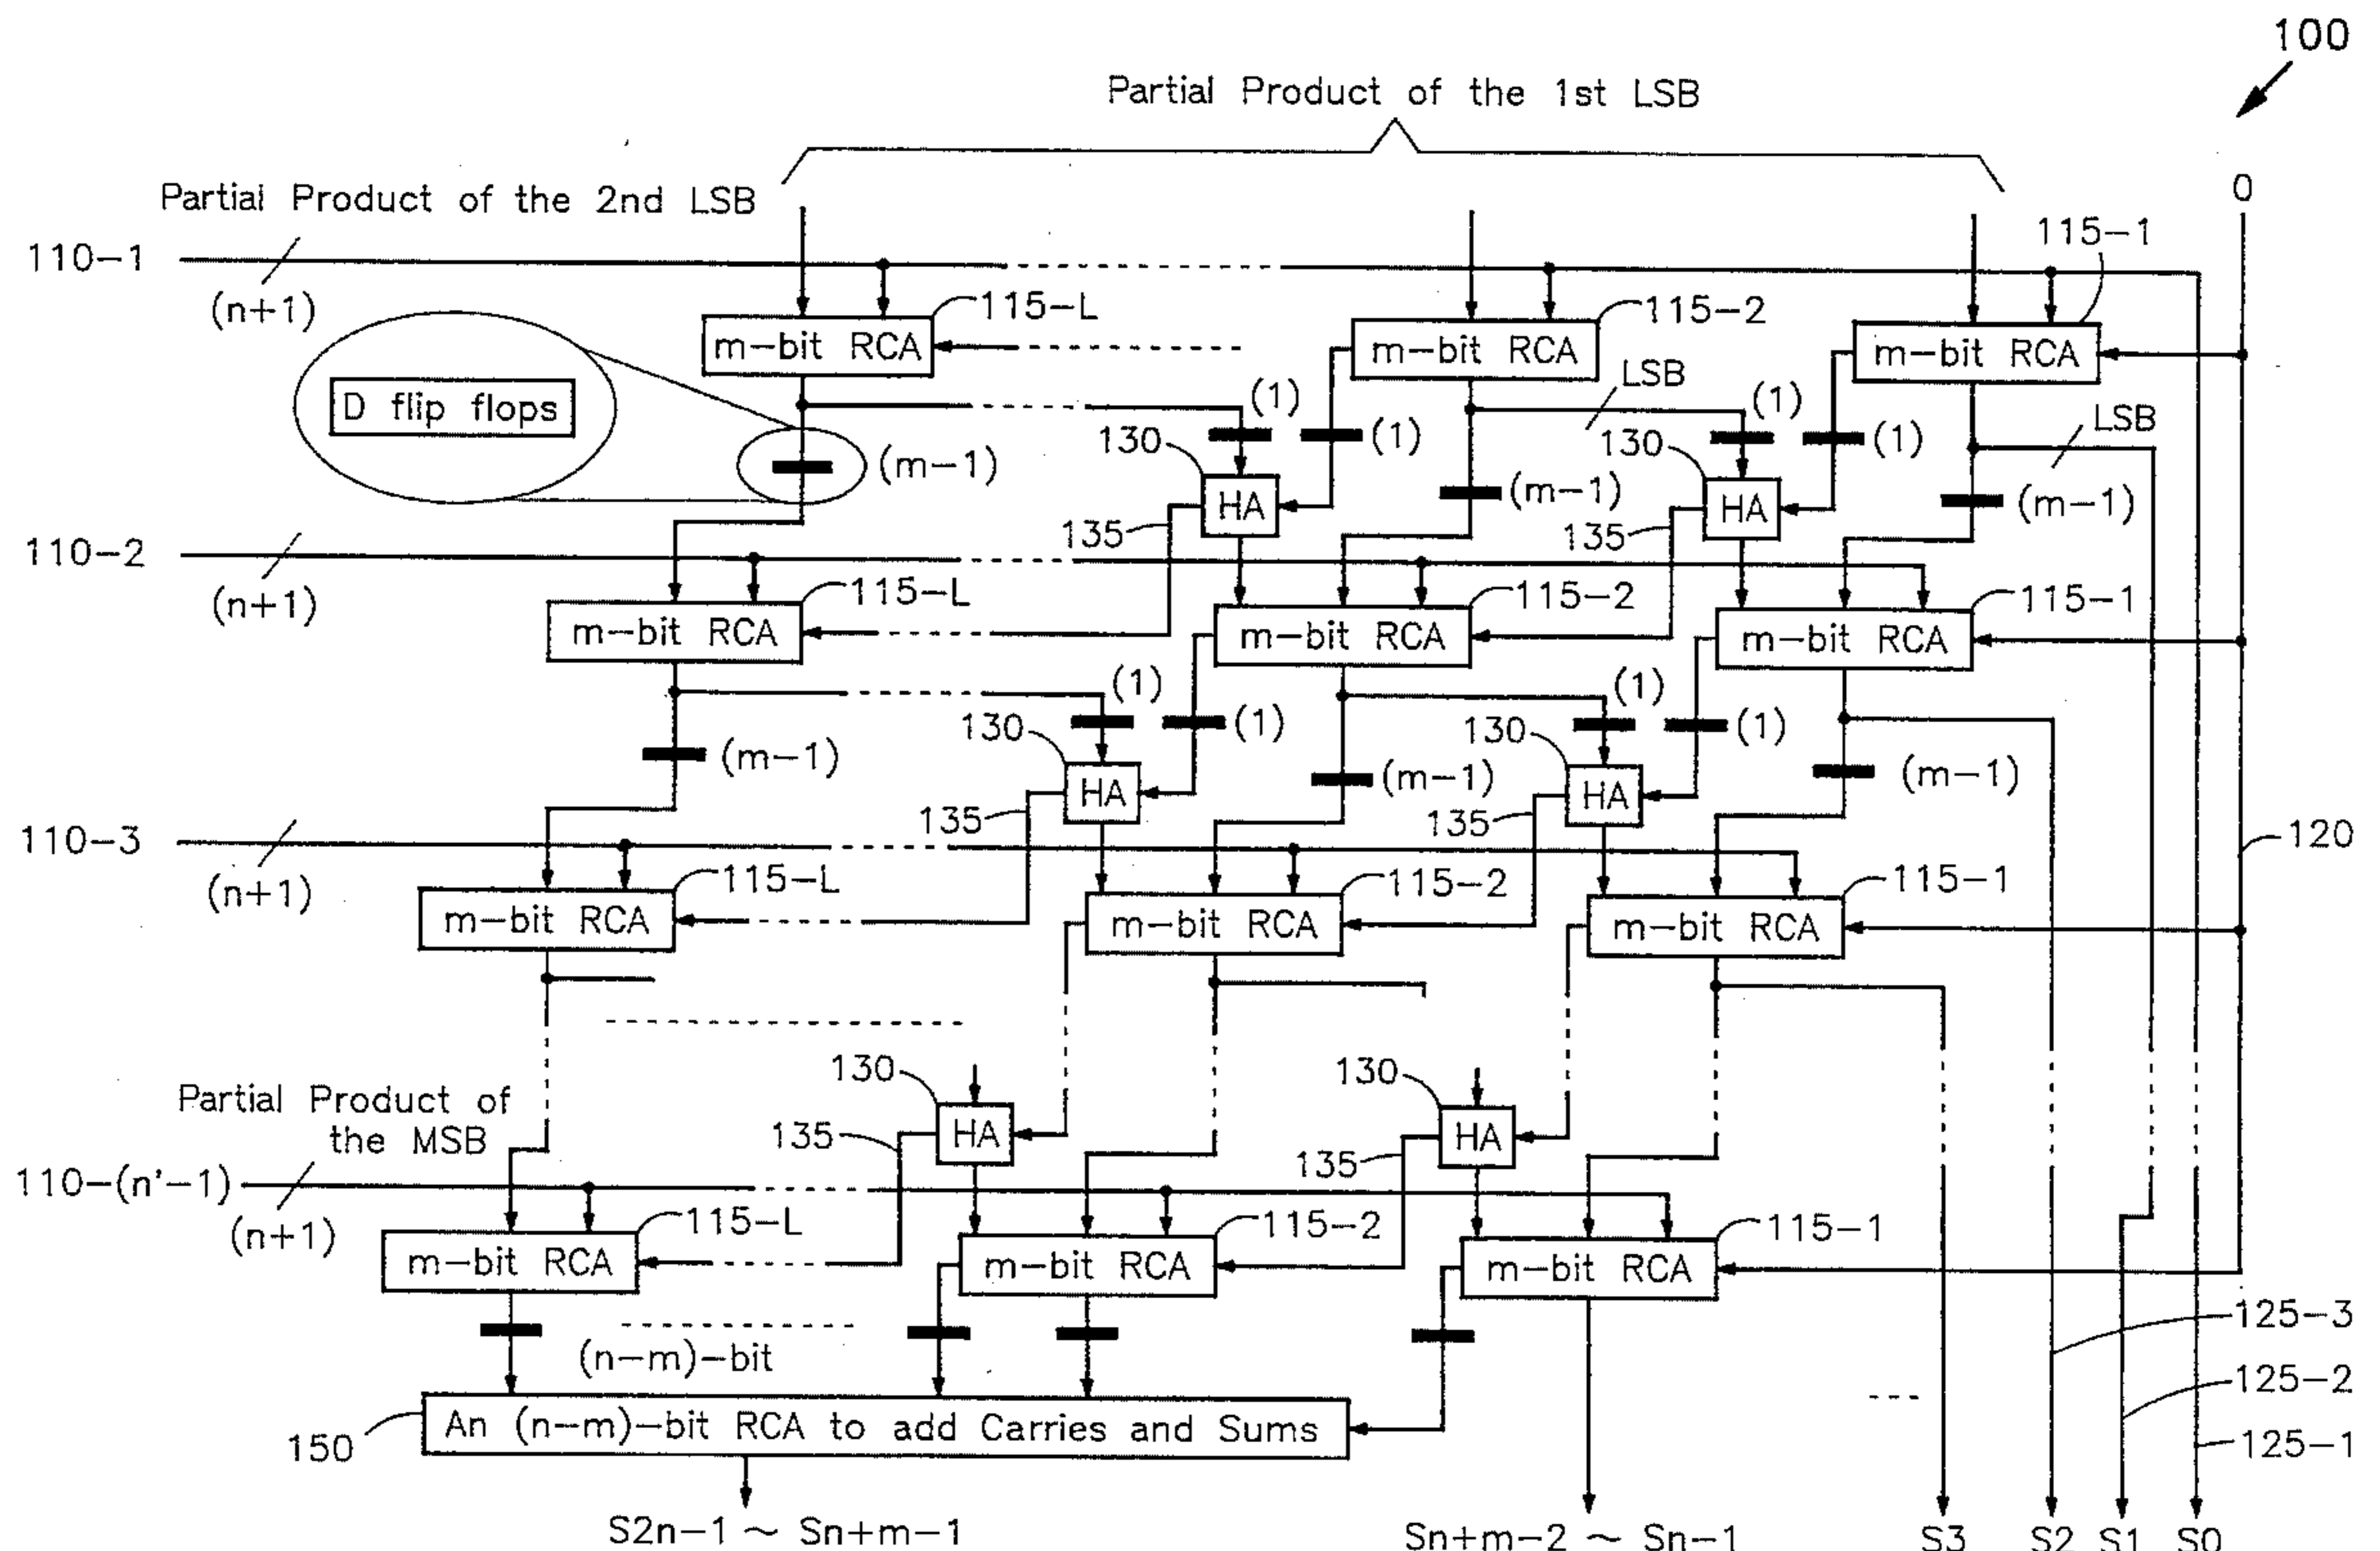 100
Partial Product of the 1st LSB
Partial Product of the 2nd LSB
0
110-1
(n+1)
115-1
115-L
115-2
m-bit RCA
m-bit RCA
m-bit RCA
D flip flops
LSB
LSB
(1)
(1)
(1)
(1)
130
130
(m-1)
(m-1)
(m-1)
HA
HA
135
135
110-2
(n+1)
115-L
115-2
115-1
m-bit RCA
m-bit RCA
m-bit RCA
(1)
(1)
(1)
(1)
130
130
(m-1)
(m-1)
(m-1)
HA
HA
135
135
120
110-3
(n+1)
115-L
115-2
115-1
m-bit RCA
m-bit RCA
m-bit RCA
130
130
Partial Product of
the MSB
HA
HA
135
135
110-(n'-1)
(n+1)
115-L
115-2
115-1
m-bit RCA
m-bit RCA
m-bit RCA
(n-m)-bit
125-3
125-2
125-1
150
An (n-m)-bit RCA to add Carries and Sums
S2n-1 ~ Sn+m-1
Sn+m-2 ~ Sn-1
S3
S2
S1
S0